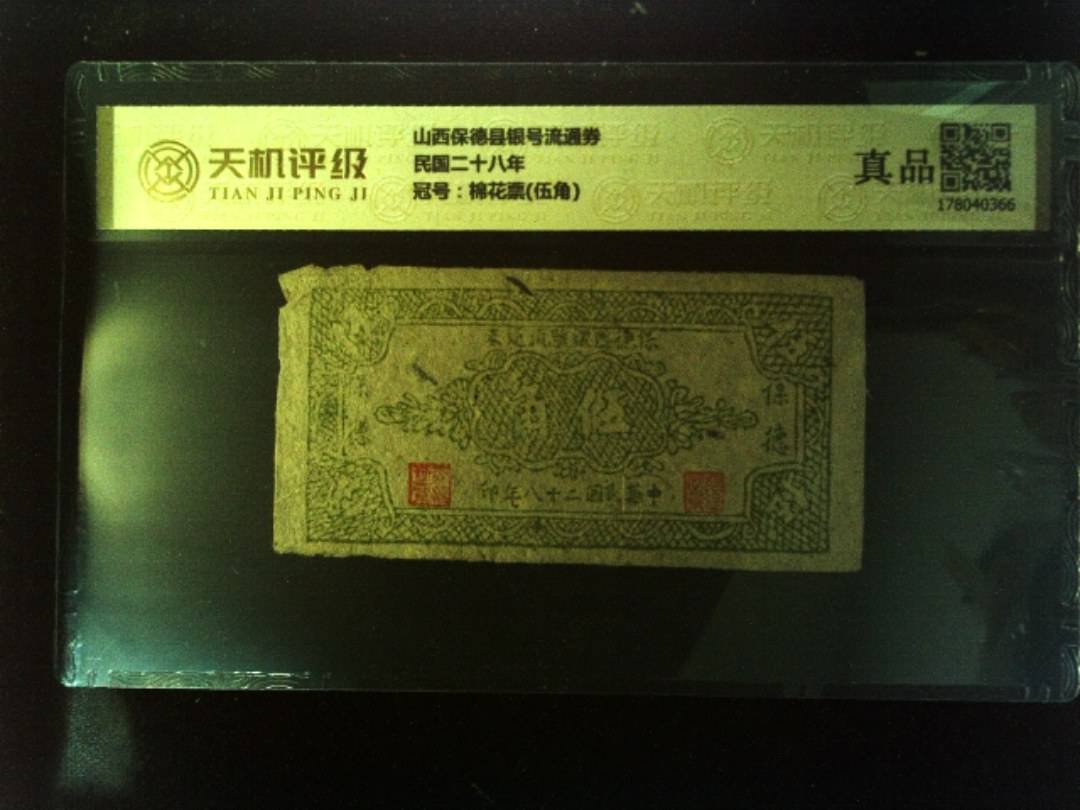 天机评级
TIAN JI PING JI
山西保德县银号流通券
民国二十八年
冠号：棉花票(伍角)
真品
178040366
伍角
保德
中华民国二十八年印